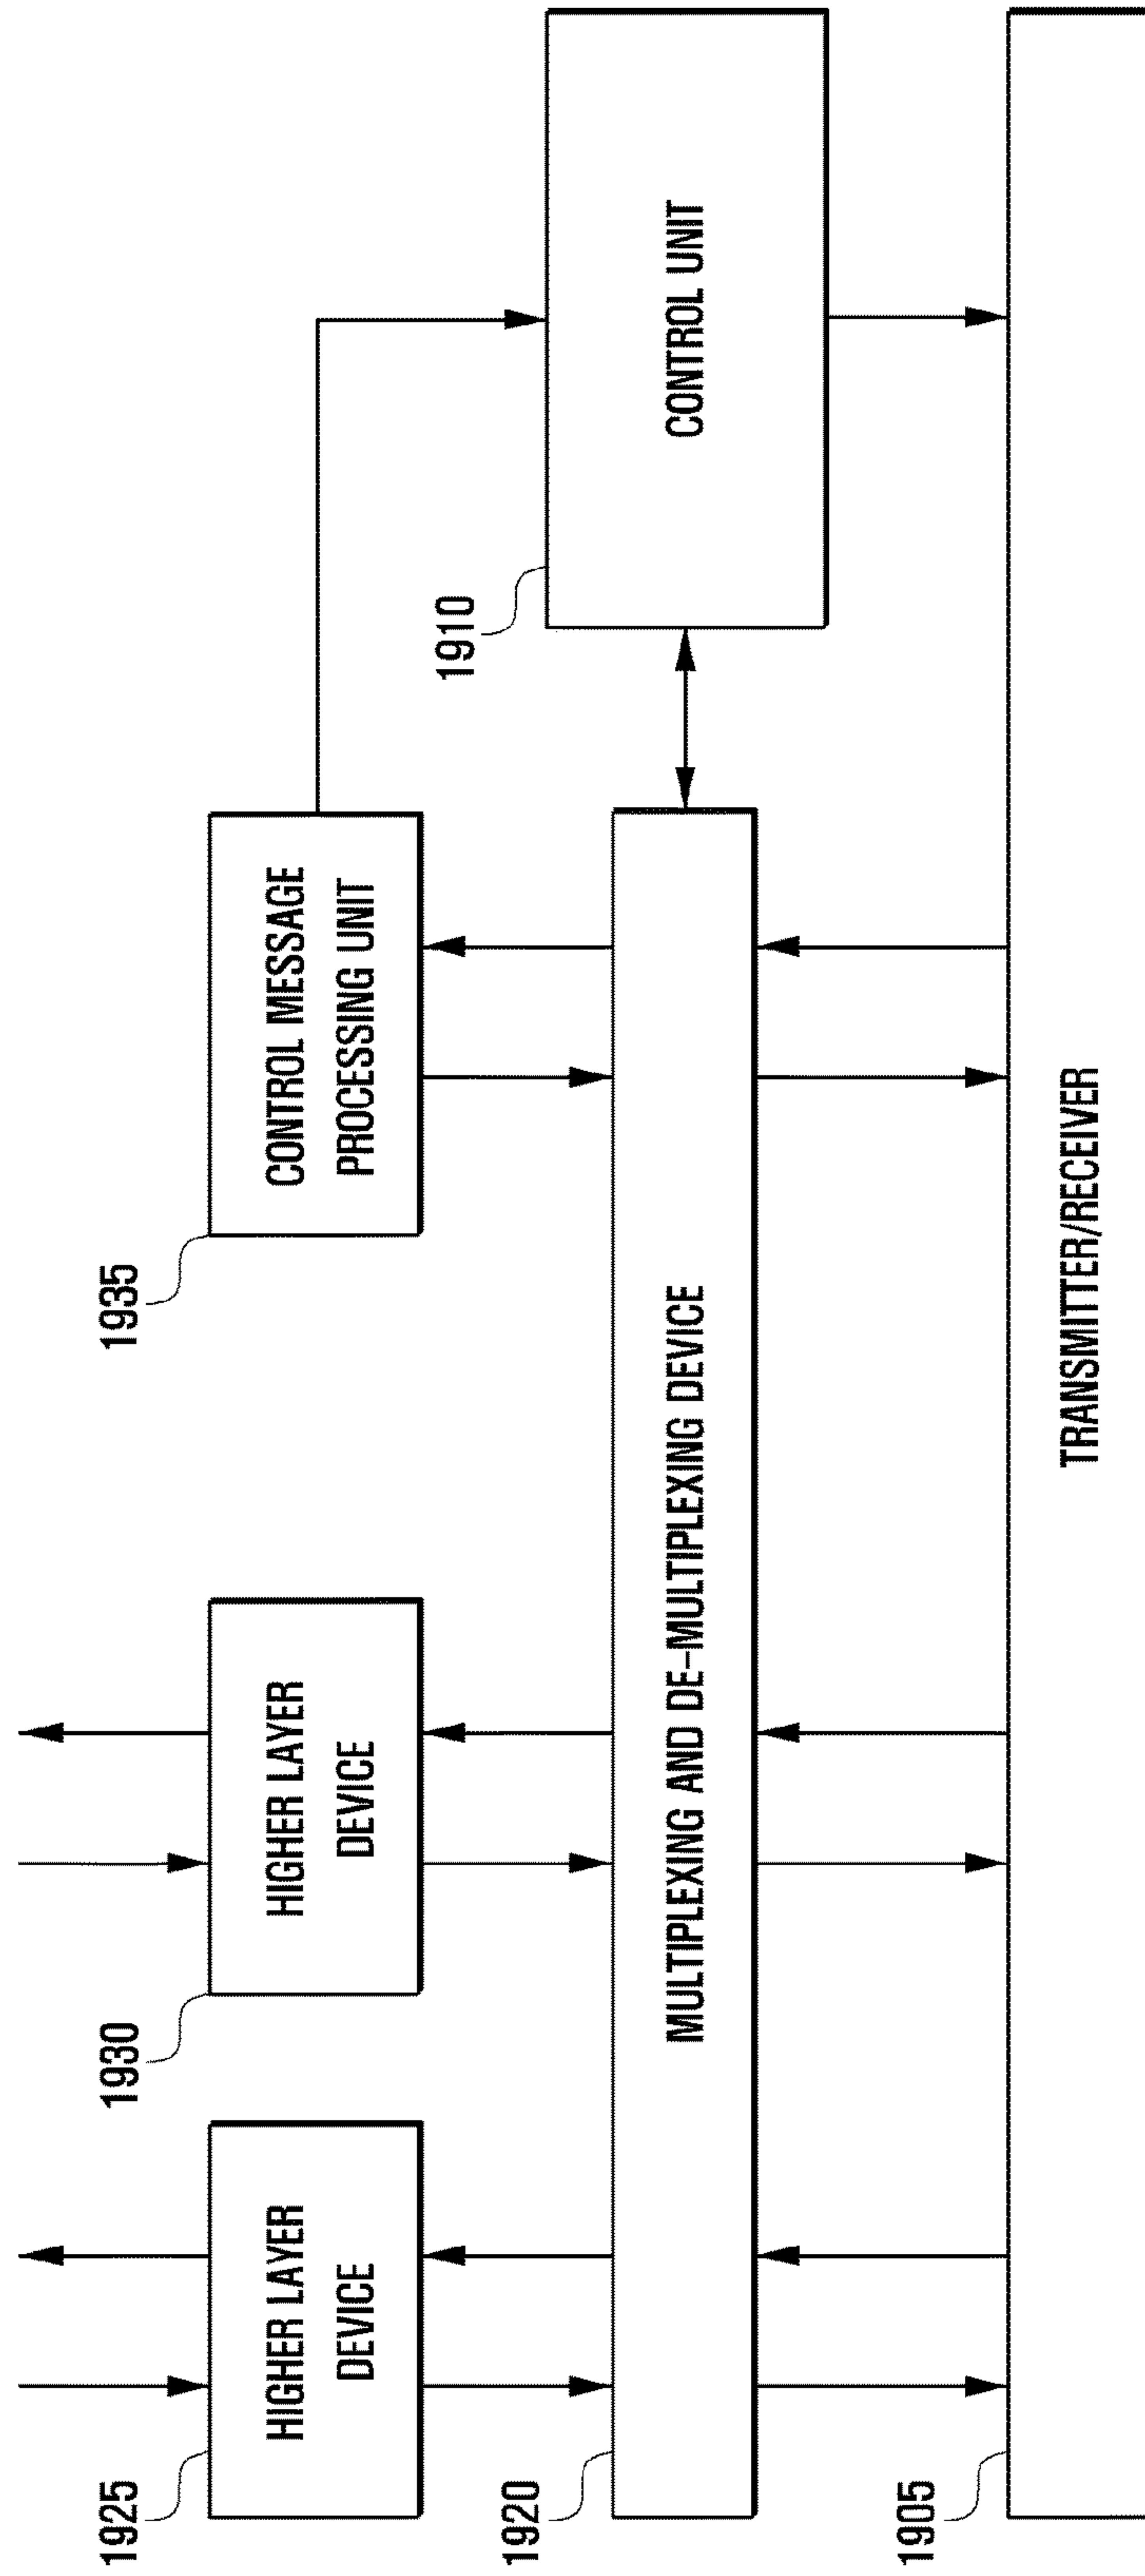 1925
HIGHER LAYER
DEVICE
1930
HIGHER LAYER
DEVICE
1935
CONTROL MESSAGE
PROCESSING UNIT
1920
MULTIPLEXING AND DE-MULTIPLEXING DEVICE
1910
CONTROL UNIT
1905
TRANSMITTER/RECEIVER